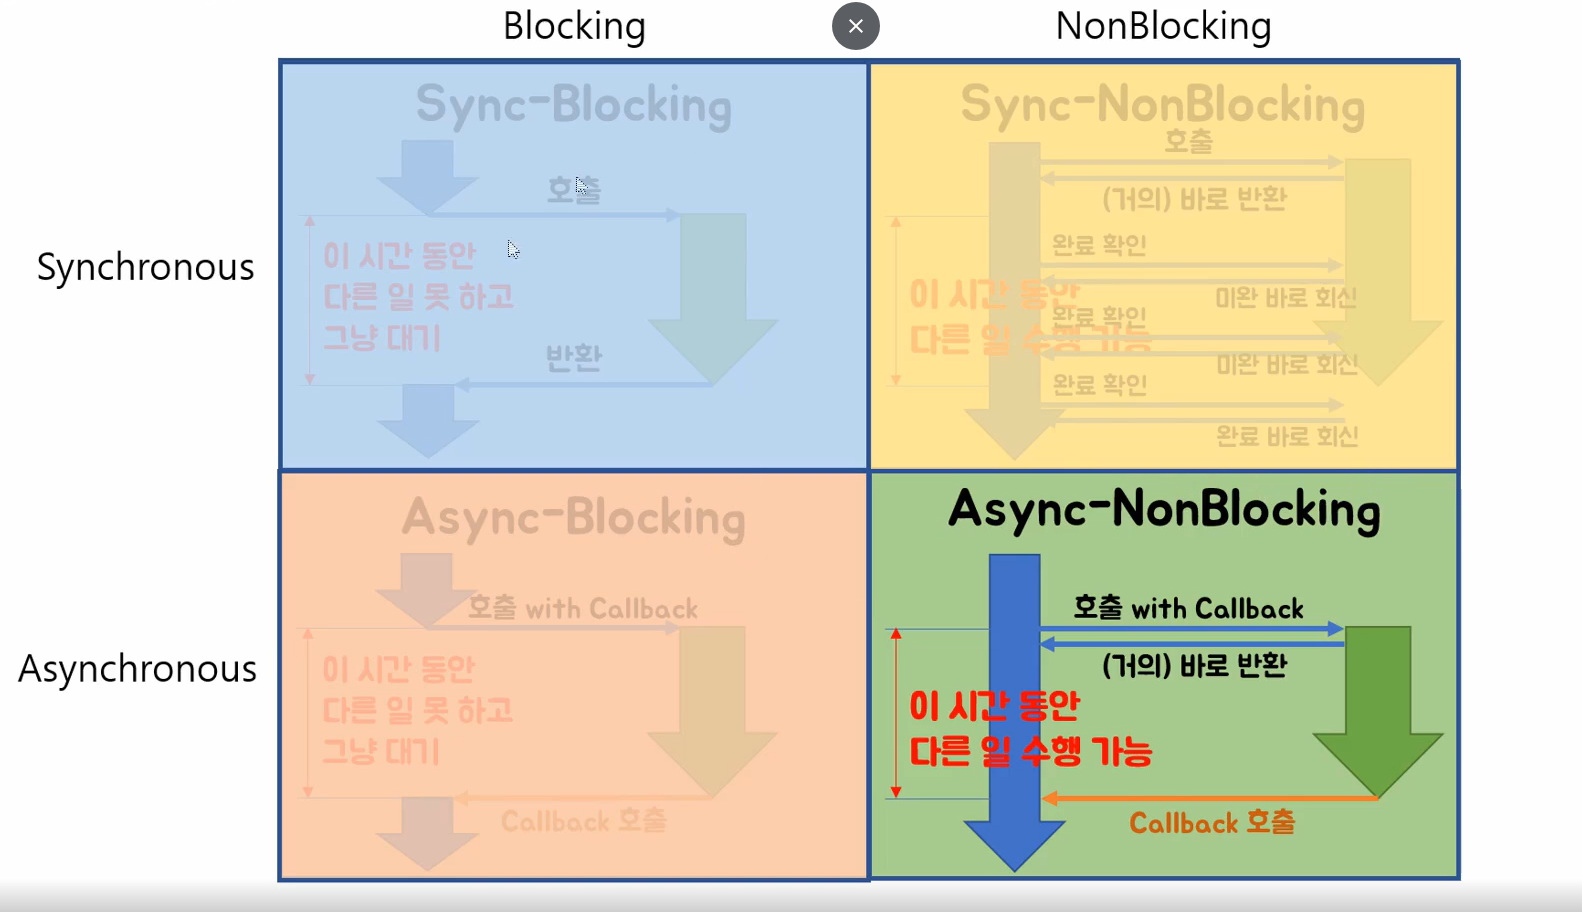 Blocking
NonBlocking
Synchronous
Asynchronous
Sync-Blocking
호출
이 시간 동안
다른 일 못 하고
그냥 대기
반환
Sync-NonBlocking
호출
(거의) 바로 반환
완료 확인
이 시간 동안
미완 바로 회신
완료 확인
다른 일 수행 가능
미완 바로 회신
완료 확인
완료 바로 회신
Async-Blocking
호출 with Callback
이 시간 동안
다른 일 못 하고
그냥 대기
Callback 호출
Async-NonBlocking
호출 with Callback
(거의) 바로 반환
이 시간 동안
다른 일 수행 가능
Callback 호출